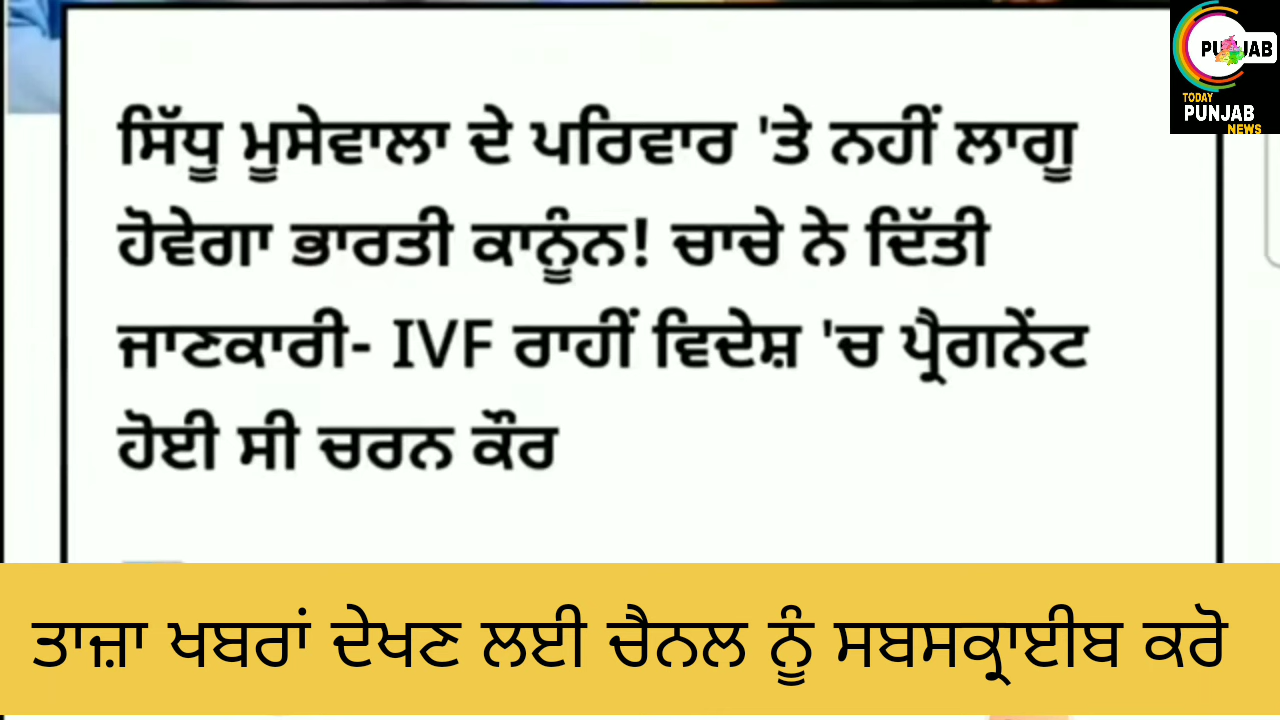 PUNJAB
TODAY
PUNJAB
NEWS
ਸਿੱਧੂ ਮੂਸੇਵਾਲਾ ਦੇ ਪਰਿਵਾਰ 'ਤੇ ਨਹੀਂ ਲਾਗੂ
ਹੋਵੇਗਾ ਭਾਰਤੀ ਕਾਨੂੰਨ! ਚਾਚੇ ਨੇ ਦਿੱਤੀ
ਜਾਣਕਾਰੀ- IVF ਰਾਹੀਂ ਵਿਦੇਸ਼ 'ਚ ਪ੍ਰੈਗਨੇਂਟ
ਹੋਈ ਸੀ ਚਰਨ ਕੌਰ
ਤਾਜ਼ਾ ਖਬਰਾਂ ਦੇਖਣ ਲਈ ਚੈਨਲ ਨੂੰ ਸਬਸਕ੍ਰਾਈਬ ਕਰੋ